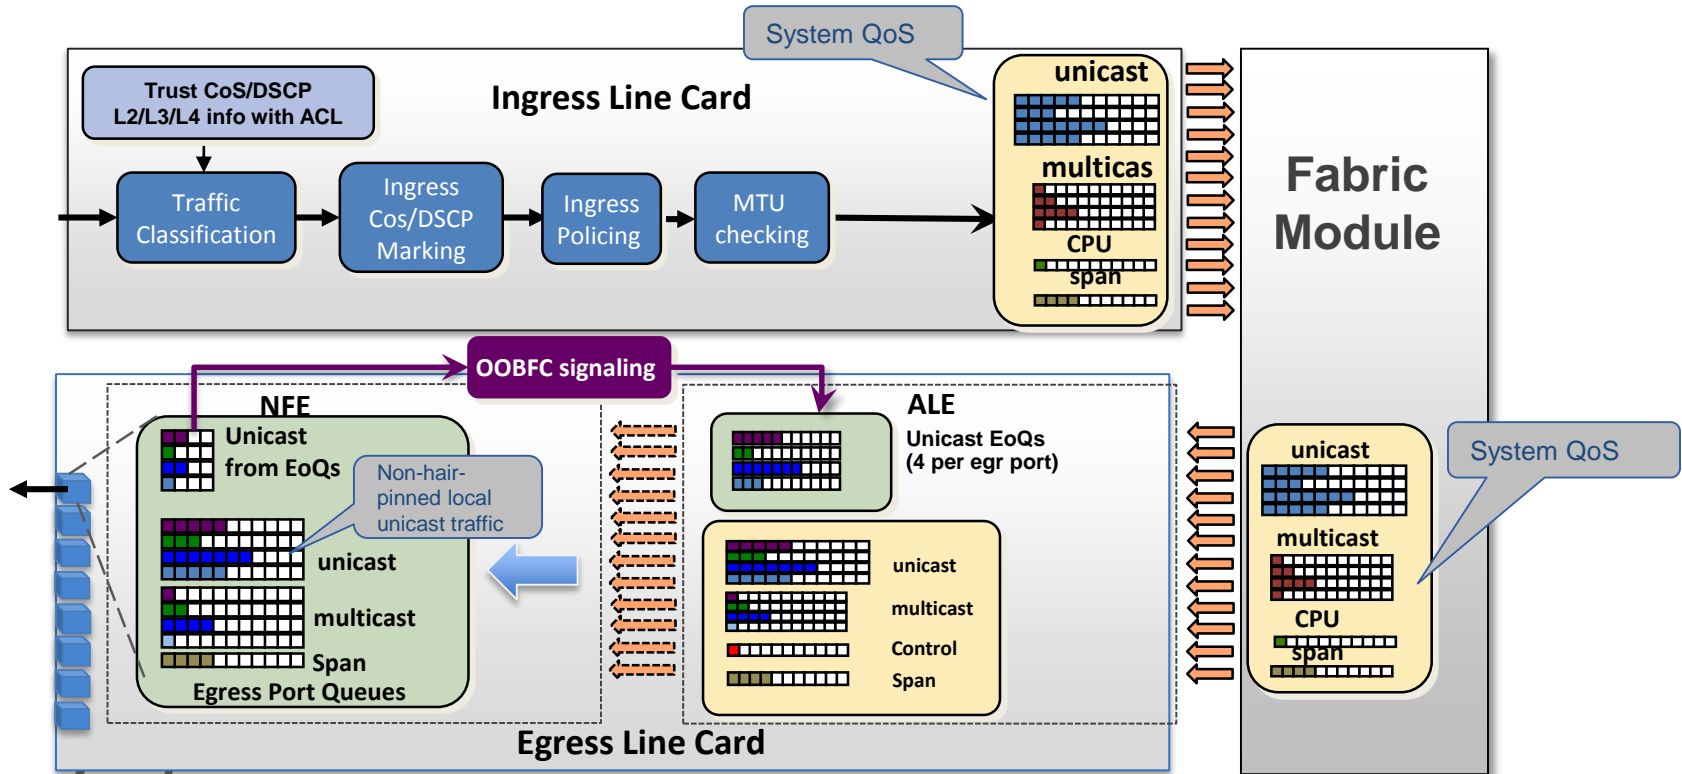 System QoS
Trust CoS/DSCP
L2/L3/L4 info with ACL
Ingress Line Card
unicast
multicas
CPU
span
Traffic
Classification
Ingress
Cos/DSCP
Marking
Ingress
Policing
MTU
checking
Fabric
Module
OOBFC signaling
NFE
Unicast
from EoQs
Non-hair-
pinned local
unicast traffic
unicast
multicast
Span
Egress Port Queues
ALE
Unicast EoQs
(4 per egr port)
unicast
multicast
Control
Span
Egress Line Card
System QoS
unicast
multicast
CPU
span